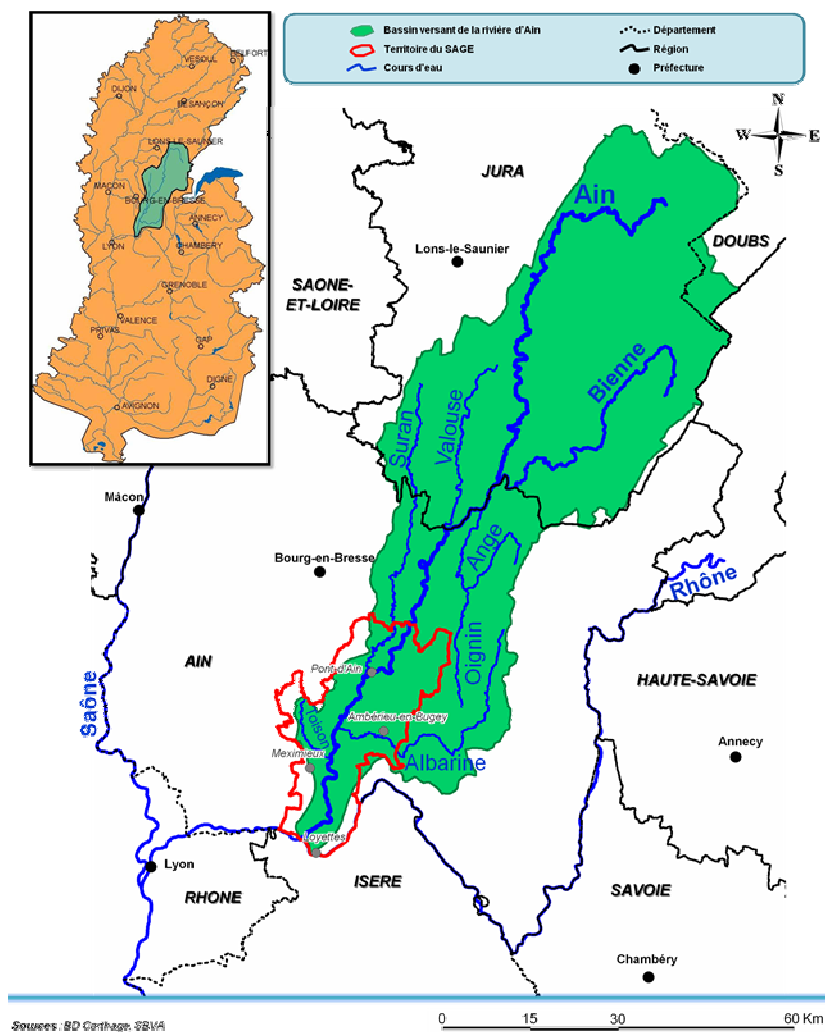 Bassin versant de la rivière d'Ain
Territoire du SAGE
Cours d'eau
Département
Région
Préfecture
BELFORT
VESOUL
DIJON
BESANÇON
LONS-LE-SAUNIER
MACON
BOURG-EN-BRESSE
ANNECY
LYON
CHAMBERY
GRENOBLE
VALENCE
PRIVAS
GAP
DIGNE
AVIGNON
N
W
E
S
JURA
Ain
DOUBS
Lons-le-Saunier
SAONE-
ET-LOIRE
Bienne
Suran
Valouse
Mâcon
Ange
Bourg-en-Bresse
Rhône
AIN
Oignin
Pont-d'Ain
HAUTE-SAVOIE
Saône
Toison
Ambérieu-en-Bugey
Meximieux
Albarine
Annecy
Loyettes
Lyon
ISERE
RHONE
SAVOIE
Chambéry
Sources : BD Carthage, SBVA
0 15 30 60 Km